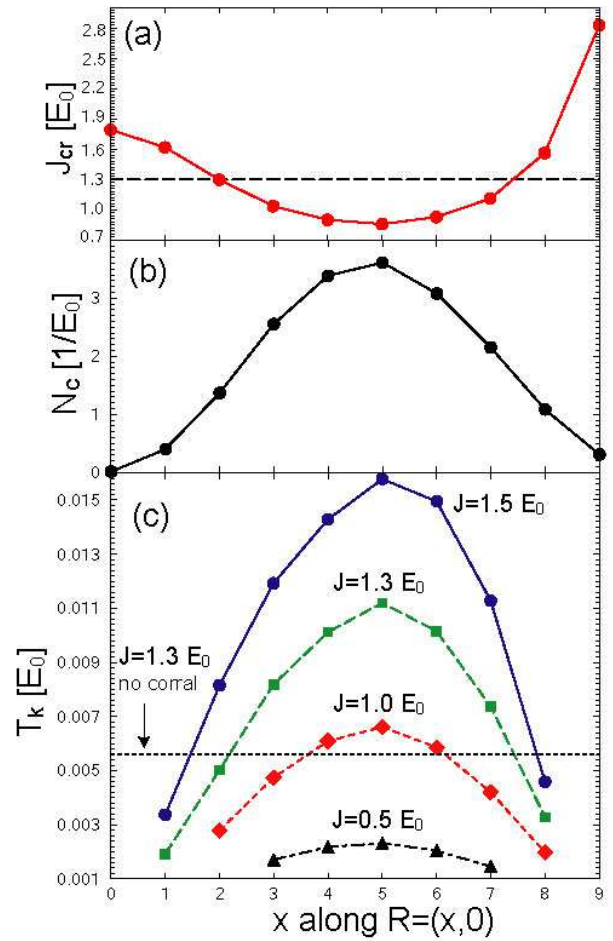 (a)
J_cr [E_0]
2.8
2.5
2.2
1.9
1.6
1.3
1.0
0.7
(b)
N_c [1/E_0]
3
2
1
0
(c)
T_k [E_0]
0.015
0.013
0.011
0.009
0.007
0.005
0.003
0.001
J=1.5 E_0
J=1.3 E_0
J=1.3 E_0
no corral
J=1.0 E_0
J=0.5 E_0
0 1 2 3 4 5 6 7 8 9
x along R=(x,0)